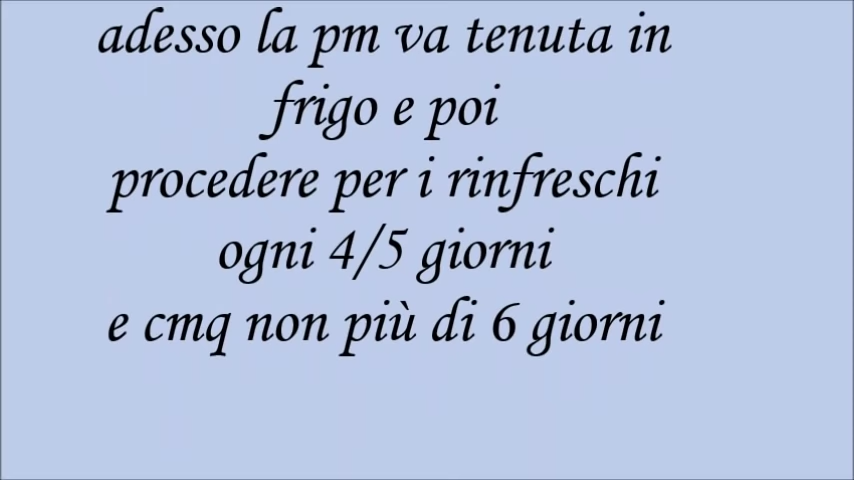 adesso la pm va tenuta in
frigo e poi
procedere per i rinfreschi
ogni 4/5 giorni
e cmq non più di 6 giorni